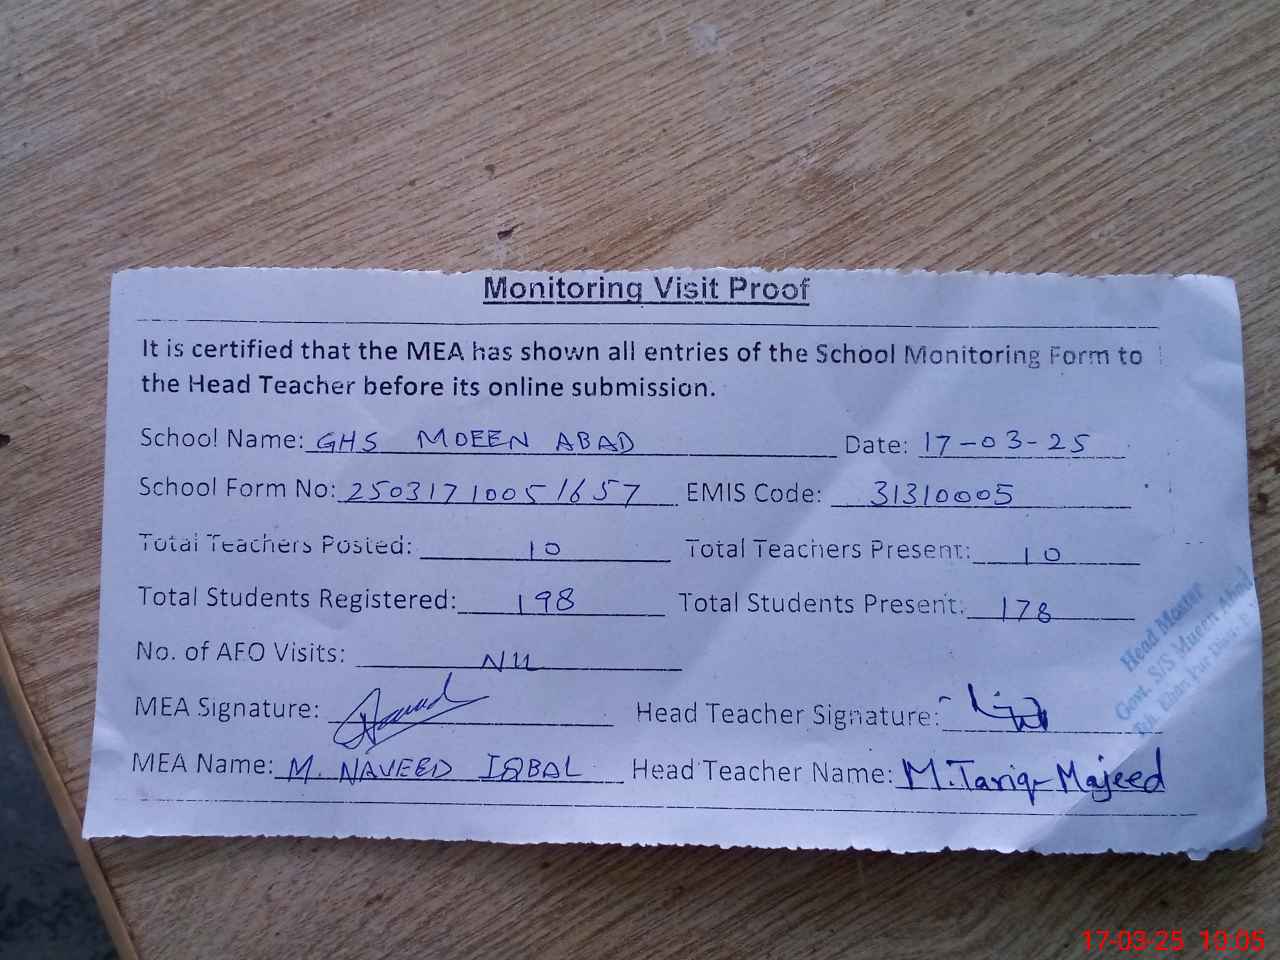 Monitoring Visit Proof
It is certified that the MEA has shown all entries of the School Monitoring Form to
the Head Teacher before its online submission.
School Name: GHS MOEEN ABAD Date: 17-03-25
School Form No: 25031710051657 EMIS Code: 31310005
Total Teachers Posted: 10 Total Teachers Present: 10
Total Students Registered: 198 Total Students Present: 178
No. of AFO Visits: Nil
MEA Signature: Head Teacher Signature:
MEA Name: M. NAVEED IQBAL Head Teacher Name: M.Tariq Majeed
Head Master
Govt. S/S Mueen Abad
17-03-25 10:05